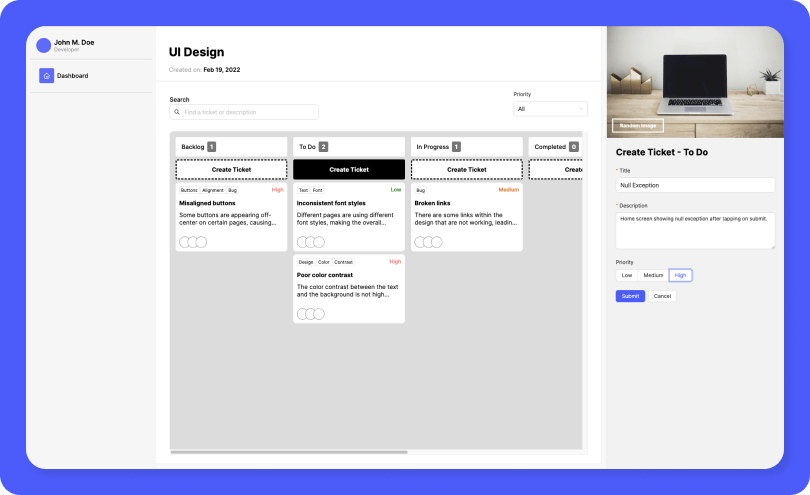 John M. Doe
Developer
Dashboard
UI Design
Created on: Feb 19, 2022
Search
Find a ticket or description
Priority
All
Backlog 1
Create Ticket
Buttons Alignment Bug High
Misaligned buttons
Some buttons are appearing off-
center on certain pages, causing...
To Do 2
Create Ticket
Text Font Low
Inconsistent font styles
Different pages are using different
font styles, making the overall...
Design Color Contrast High
Poor color contrast
The color contrast between the text
and the background is not high...
In Progress 1
Create Ticket
Bug Medium
Broken links
There are some links within the
design that are not working, leadin...
Completed 0
Create
Random Image
Create Ticket - To Do
* Title
Null Exception
* Description
Home screen showing null exception after tapping on submit.
Priority
Low Medium High
Submit Cancel